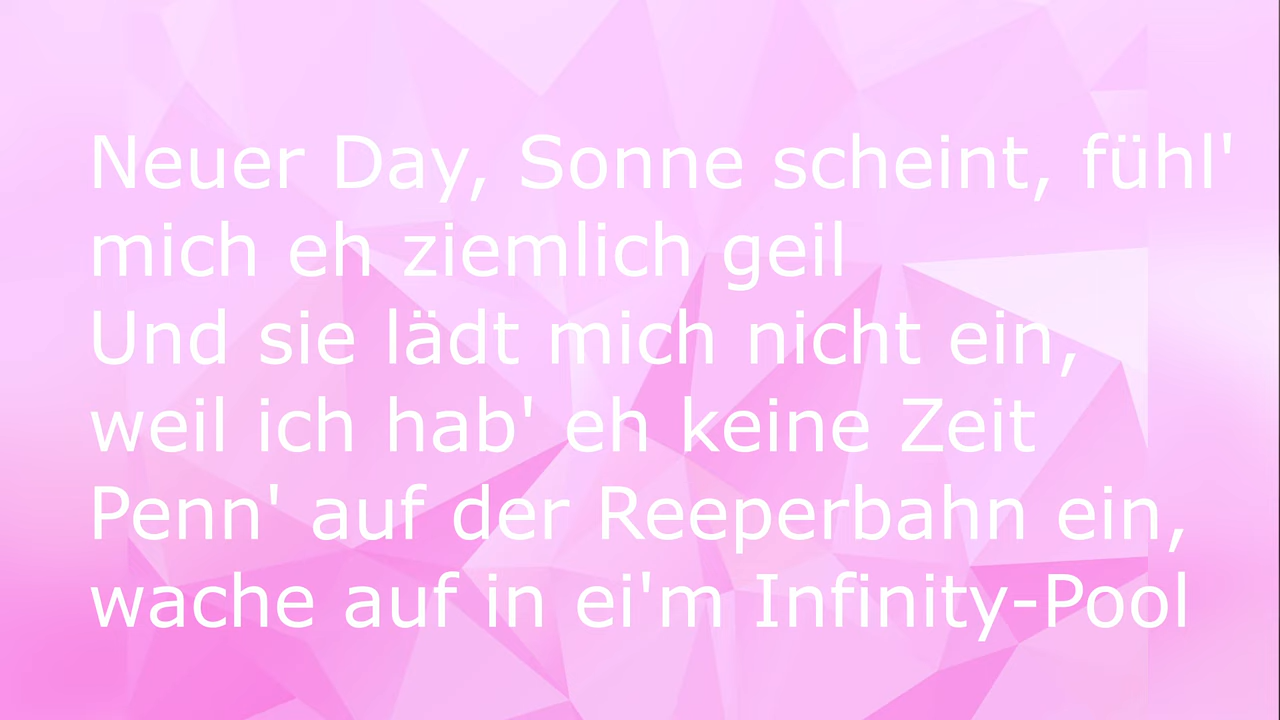 Neuer Day, Sonne scheint, fühl'
mich eh ziemlich geil
Und sie lädt mich nicht ein,
weil ich hab' eh keine Zeit
Penn' auf der Reeperbahn ein,
wache auf in ei'm Infinity-Pool